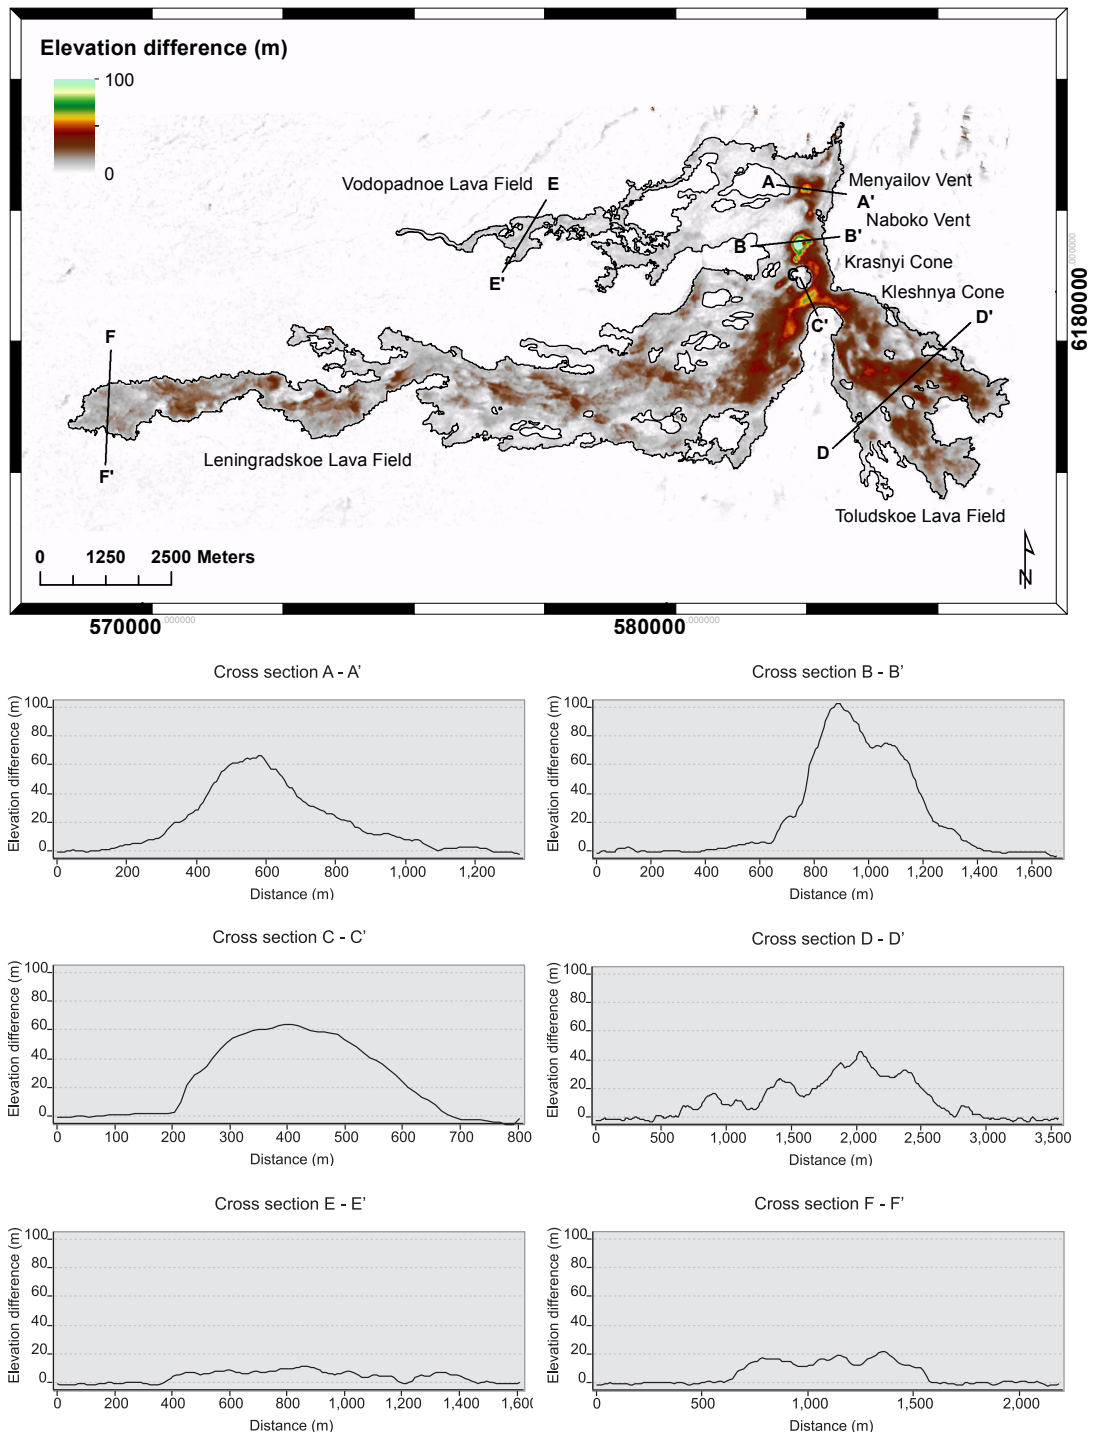 Elevation difference (m)
100
0
Vodopadnoe Lava Field
E
A
Menyailov Vent
A'
Naboko Vent
B
B'
Krasnyi Cone
E'
C
Kleshnya Cone
C'
D'
F
D
Leningradskoe Lava Field
F'
Toludskoe Lava Field
0 1250 2500 Meters
N
6180000
.000000
570000.000000
580000.000000
Cross section A - A’
Elevation difference (m)
100
80
60
40
20
0
0 200 400 600 800 1,000 1,200
Distance (m)
Cross section B - B’
Elevation difference (m)
100
80
60
40
20
0
0 200 400 600 800 1,000 1,200 1,400 1,600
Distance (m)
Cross section C - C’
Elevation difference (m)
100
80
60
40
20
0
0 100 200 300 400 500 600 700 800
Distance (m)
Cross section D - D’
Elevation difference (m)
100
80
60
40
20
0
0 500 1,000 1,500 2,000 2,500 3,000 3,500
Distance (m)
Cross section E - E’
Elevation difference (m)
100
80
60
40
20
0
0 200 400 600 800 1,000 1,200 1,400 1,600
Distance (m)
Cross section F - F’
Elevation difference (m)
100
80
60
40
20
0
0 500 1,000 1,500 2,000
Distance (m)